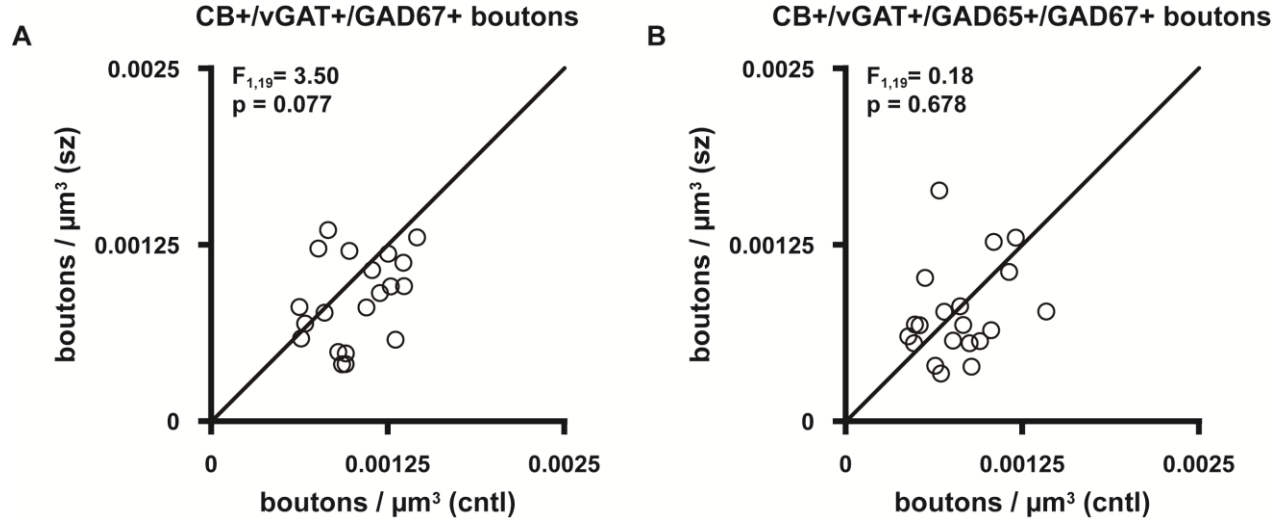 CB+/vGAT+/GAD67+ boutons
A
F1,19= 3.50
p = 0.077
0.0025
0.00125
0
boutons / µm³ (sz)
0
0.00125
0.0025
boutons / µm³ (cntl)
CB+/vGAT+/GAD65+/GAD67+ boutons
B
F1,19= 0.18
p = 0.678
0.0025
0.00125
0
boutons / µm³ (sz)
0
0.00125
0.0025
boutons / µm³ (cntl)